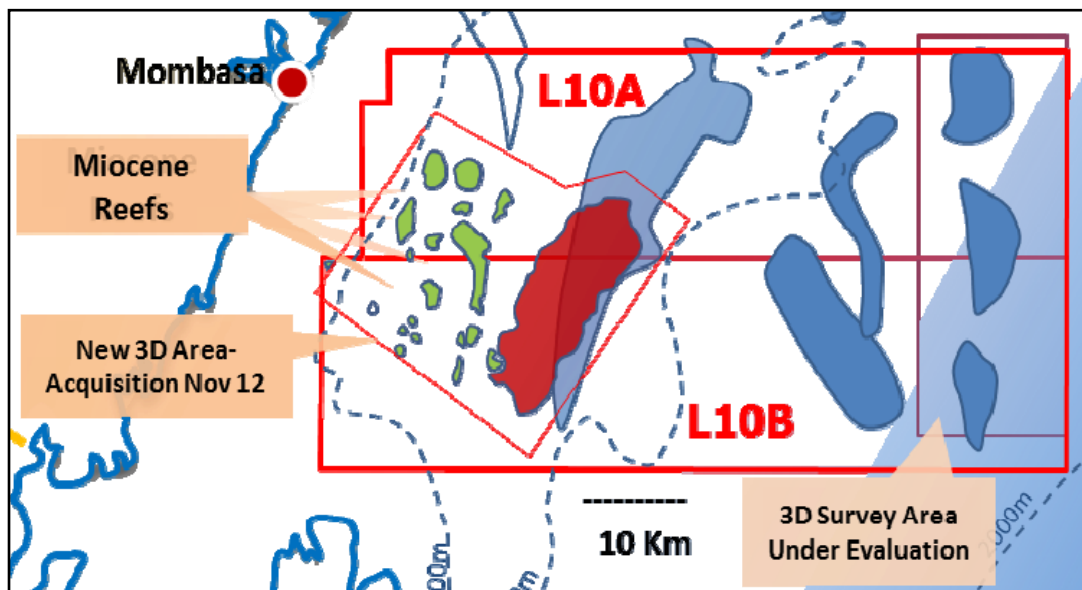 Mombasa
L10A
Miocene
Reefs
New 3D Area-
Acquisition Nov 12
L10B
10 Km
3D Survey Area
Under Evaluation
2000m